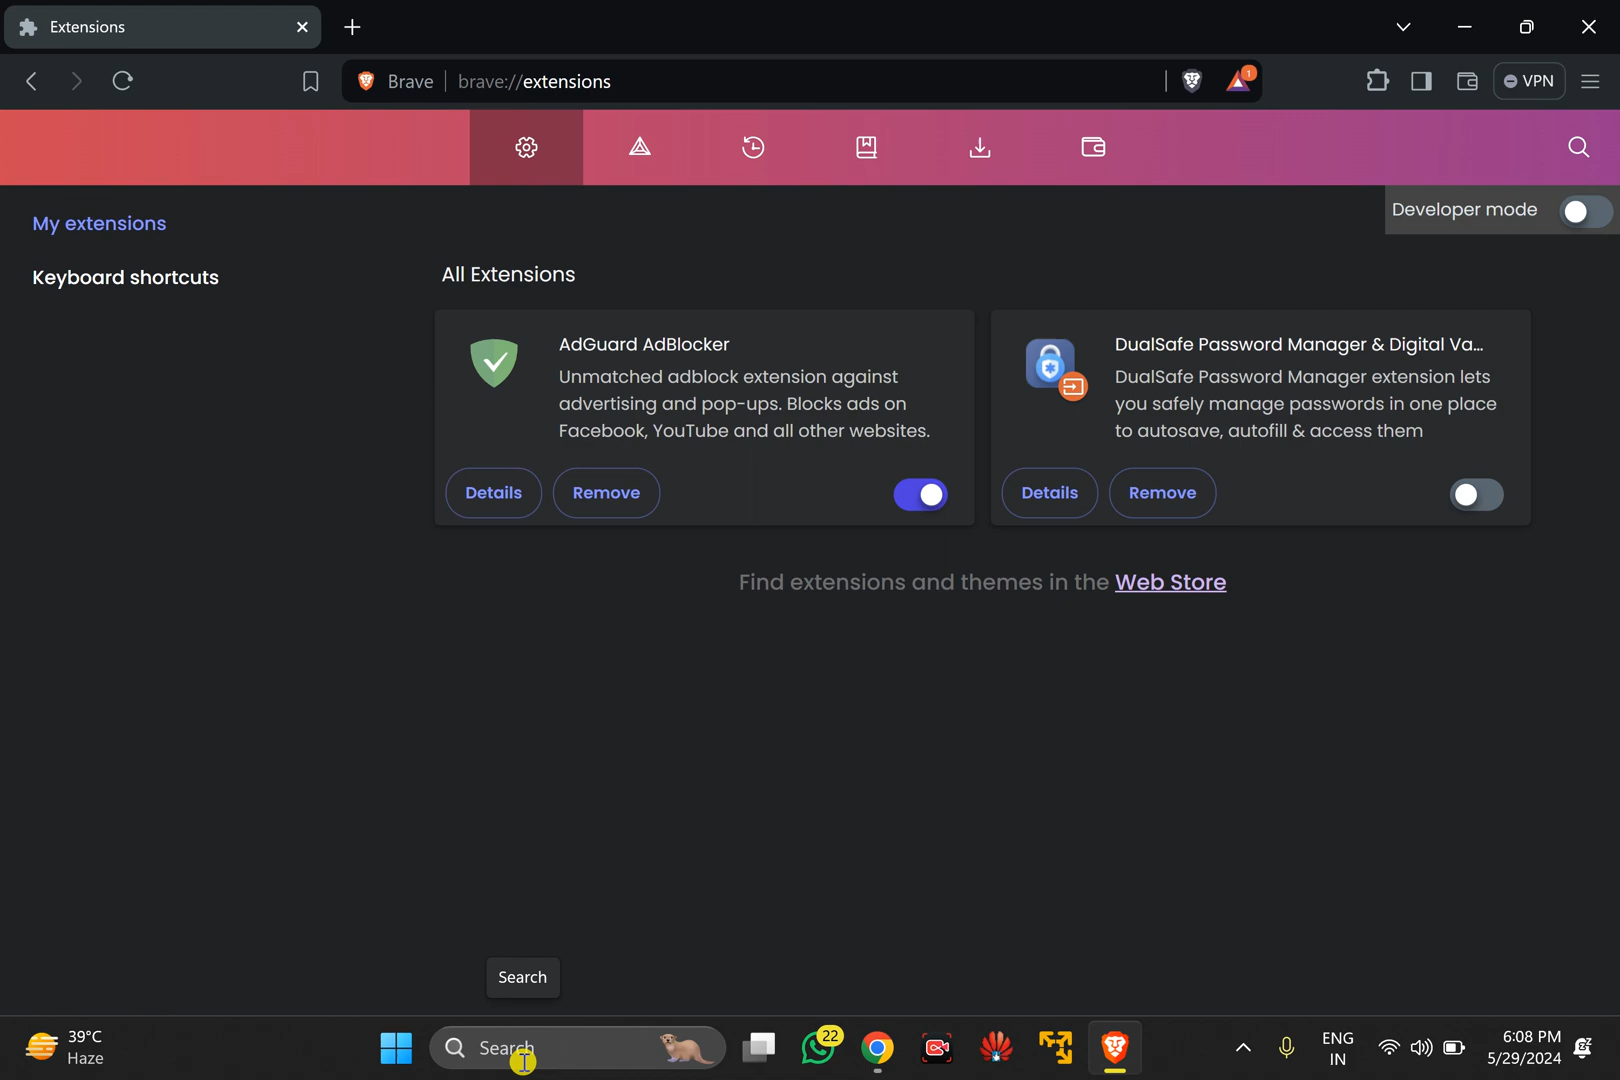 Extensions
Brave
brave://extensions
1
VPN
My extensions
Developer mode
Keyboard shortcuts
All Extensions
AdGuard AdBlocker
Unmatched adblock extension against
advertising and pop-ups. Blocks ads on
Facebook, YouTube and all other websites.
Details
Remove
DualSafe Password Manager & Digital Va...
DualSafe Password Manager extension lets
you safely manage passwords in one place
to autosave, autofill & access them
Details
Remove
Find extensions and themes in the Web Store
Search
39°C
Haze
Search
22
ENG
IN
6:08 PM
5/29/2024